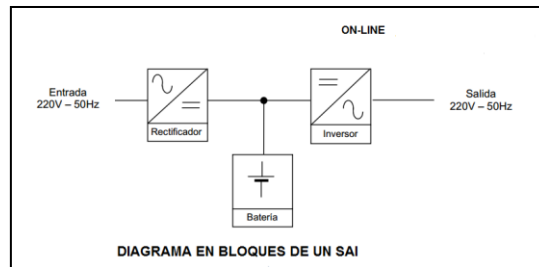 ON-LINE
Entrada
220V – 50Hz
Rectificador
Inversor
Salida
220V – 50Hz
Batería
DIAGRAMA EN BLOQUES DE UN SAI